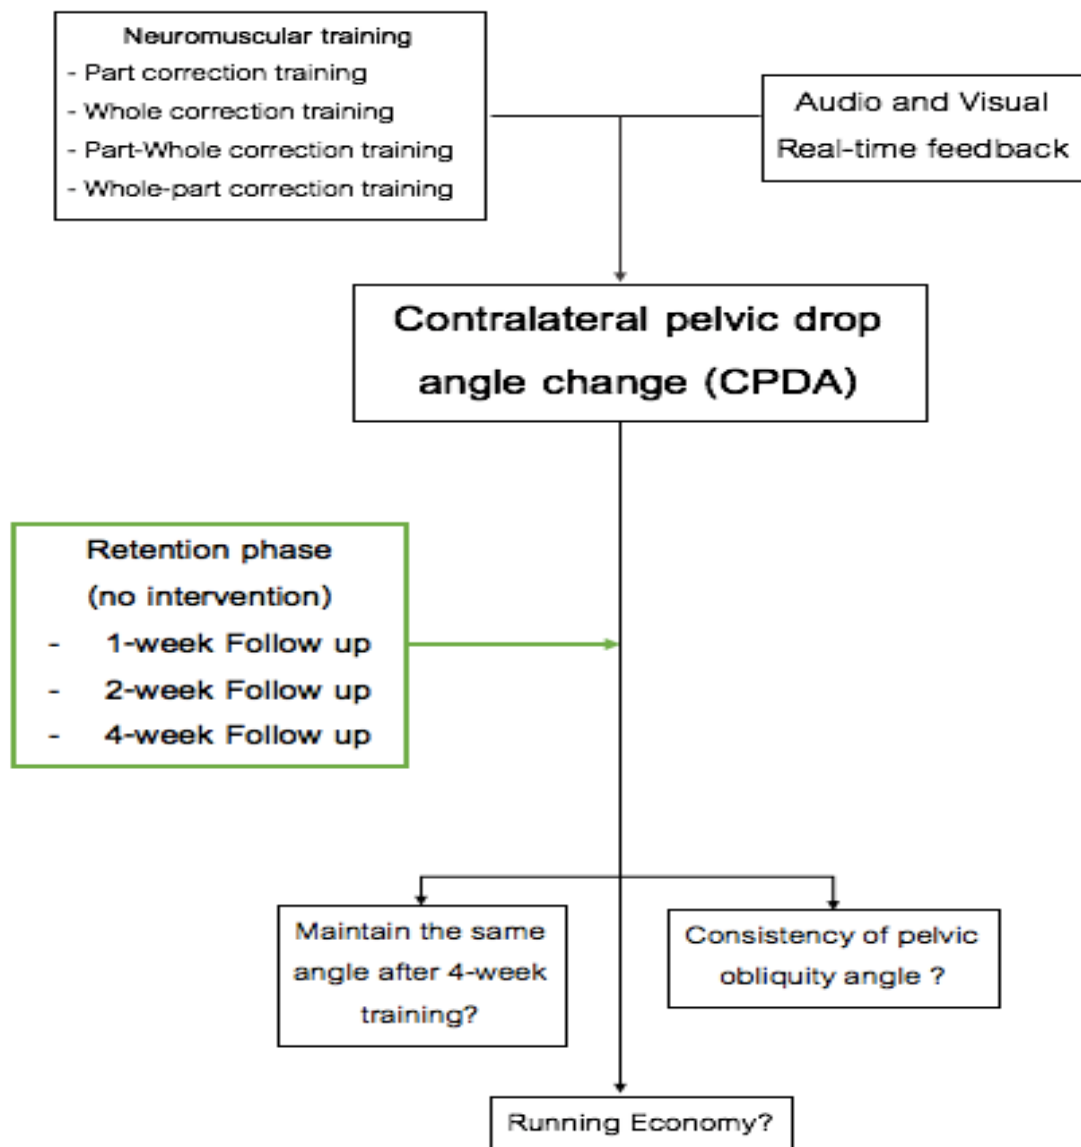 Neuromuscular training
- Part correction training
- Whole correction training
- Part-Whole correction training
- Whole-part correction training
Audio and Visual
Real-time feedback
Contralateral pelvic drop
angle change (CPDA)
Retention phase
(no intervention)
- 1-week Follow up
- 2-week Follow up
- 4-week Follow up
Maintain the same
angle after 4-week
training?
Consistency of pelvic
obliquity angle ?
Running Economy?